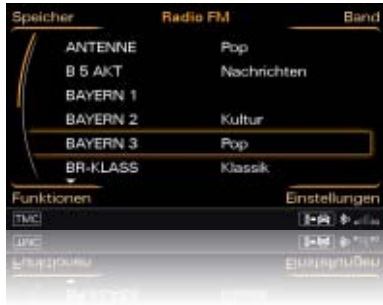 Speicher Radio FM Band
ANTENNE Pop
B 5 AKT Nachrichten
BAYERN 1
BAYERN 2 Kultur
BAYERN 3 Pop
BR-KLASS Klassik
Funktionen Einstellungen
TMC